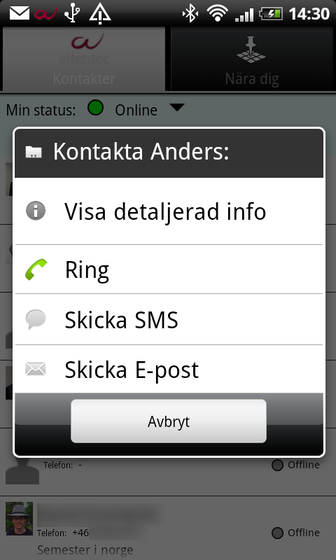 14:30
Kontakter
Nära dig
Min status: Online
Kontakta Anders:
Visa detaljerad info
Ring
Skicka SMS
Skicka E-post
Avbryt
Telefon: -
Offline
Telefon: +46
Offline
Semester i norge